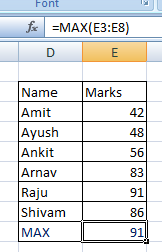 Font
fx =MAX(E3:E8)
D E
Name Marks
Amit 42
Ayush 48
Ankit 56
Arnav 83
Raju 91
Shivam 86
MAX 91